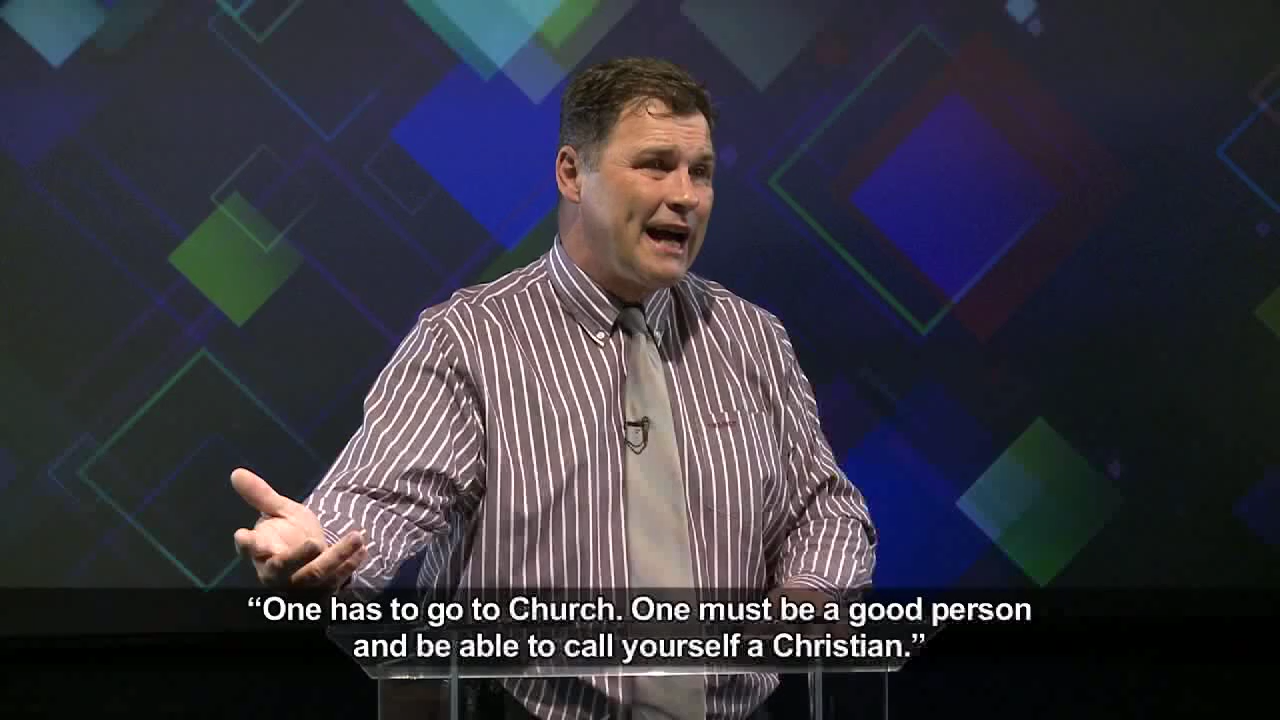 “One has to go to Church. One must be a good person
and be able to call yourself a Christian.”